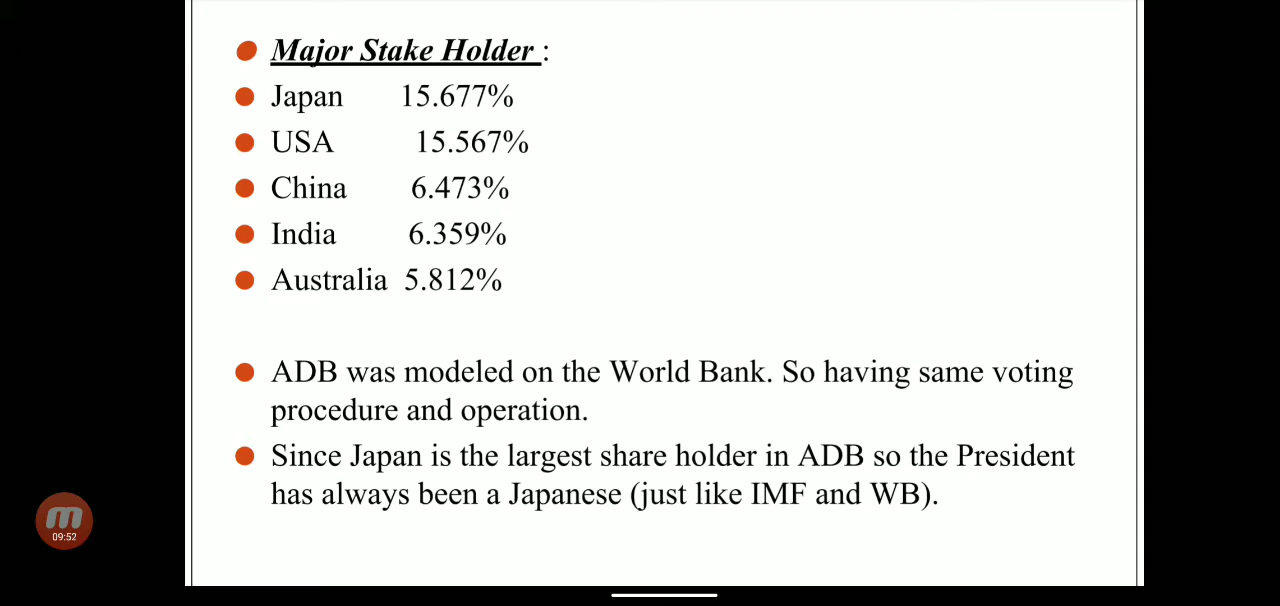 Major Stake Holder :
Japan 15.677%
USA 15.567%
China 6.473%
India 6.359%
Australia 5.812%
ADB was modeled on the World Bank. So having same voting
procedure and operation.
Since Japan is the largest share holder in ADB so the President
has always been a Japanese (just like IMF and WB).
09:52